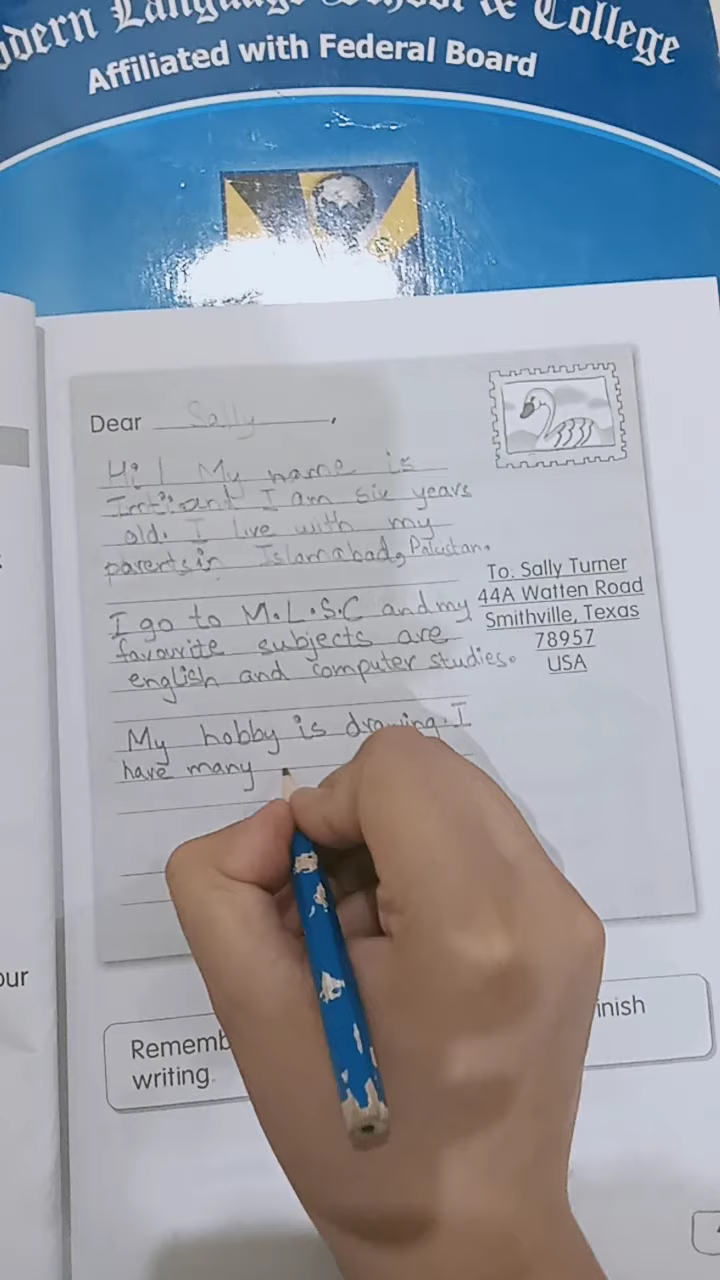 Modern Language School & College
Affiliated with Federal Board
Dear Sally,
Hi! My name is
and I am six years
old. I live with my
parents in Islamabad, Pakistan.
I go to M.L.S.C and my
favourite subjects are
english and computer studies.
My hobby is drawing. I
have many
To. Sally Turner
44A Watten Road
Smithville, Texas
78957
USA
our
inish
writing.